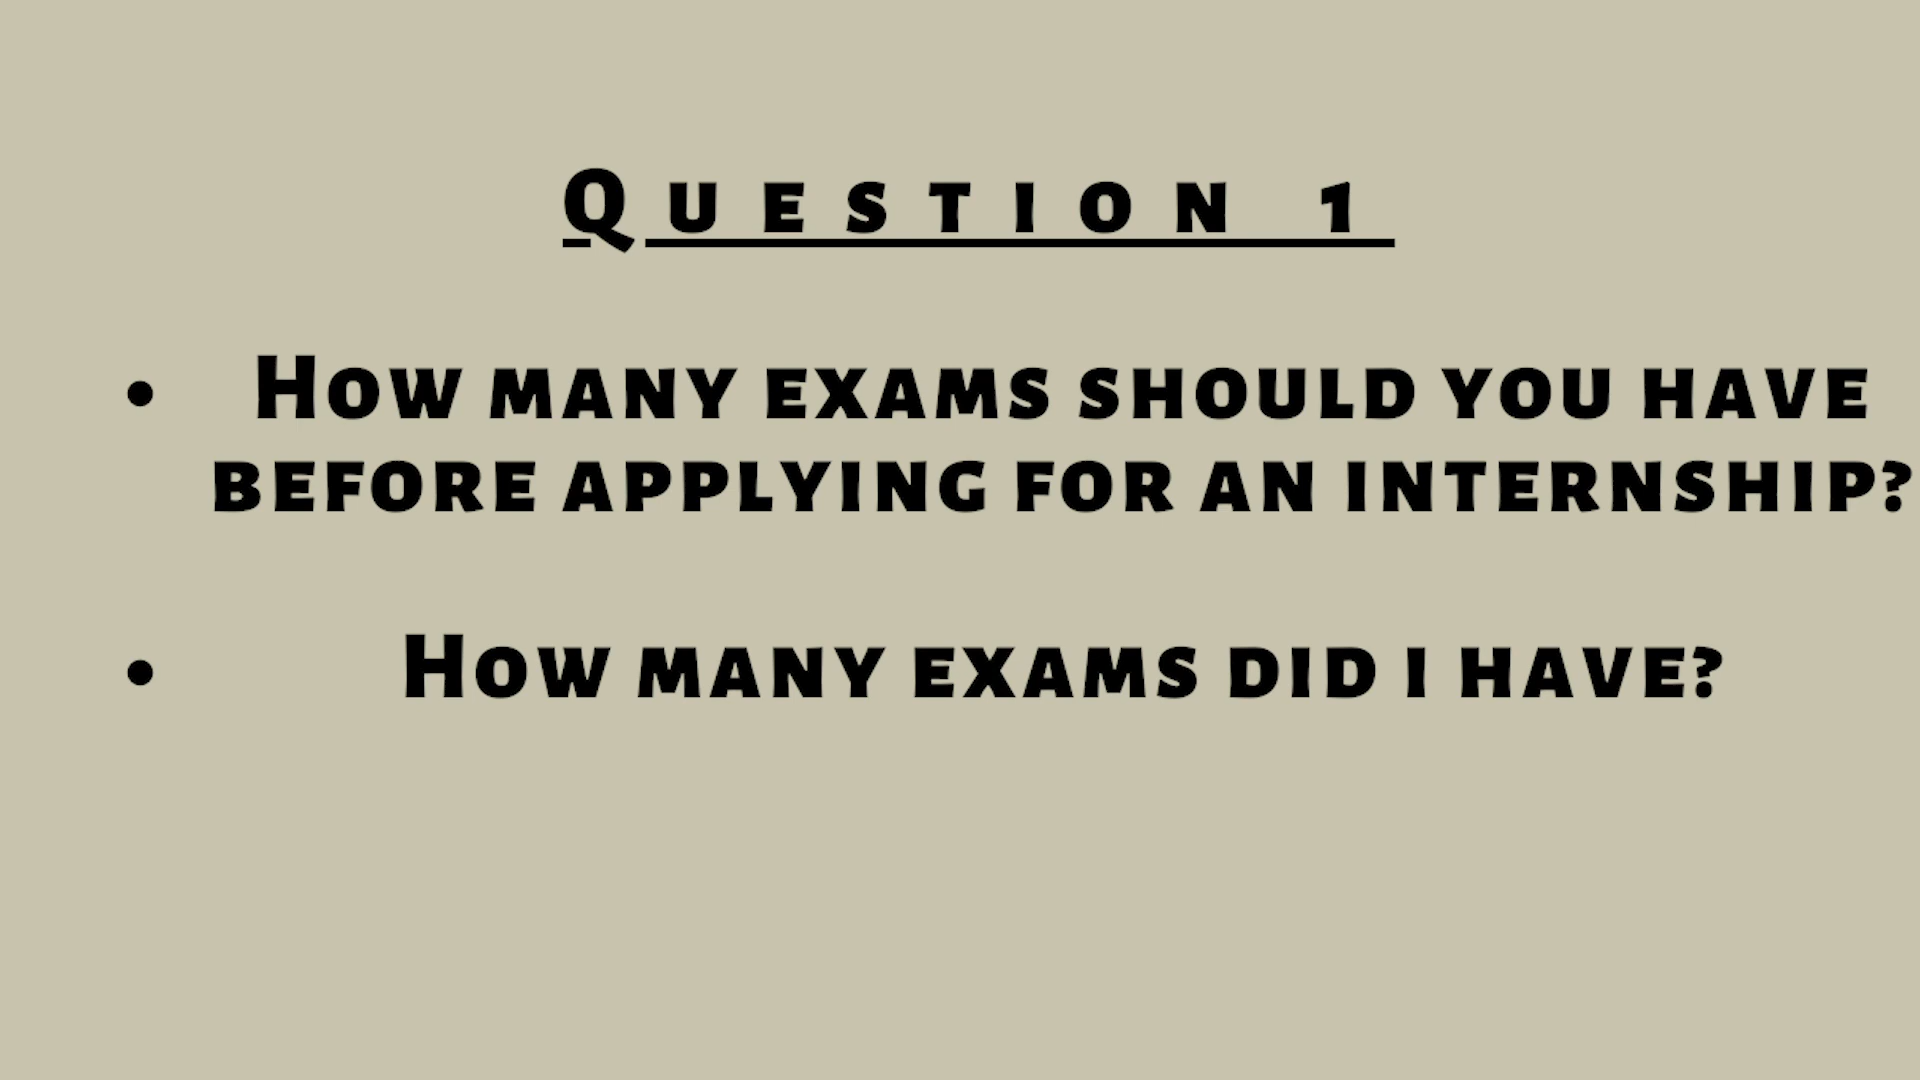 Question 1
• How many exams should you have
before applying for an internship?
• How many exams did I have?